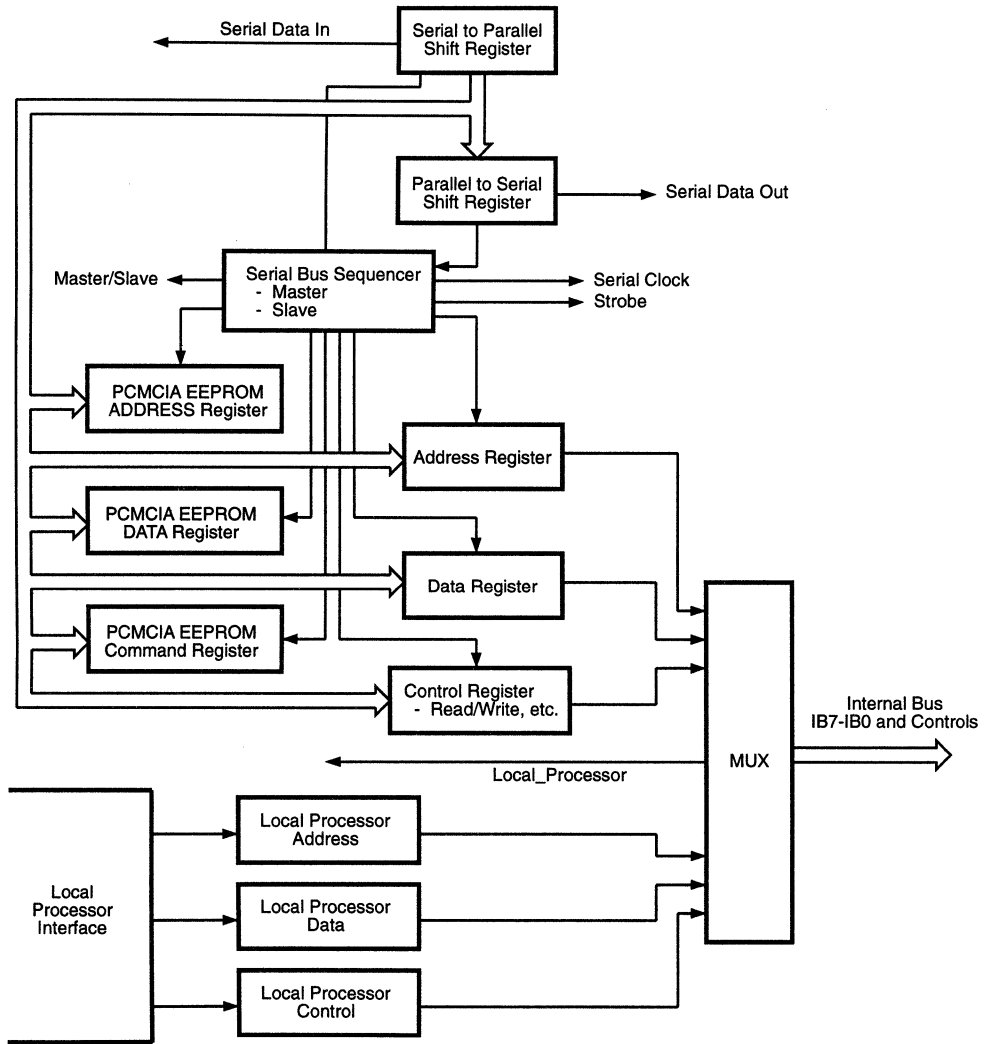 Serial Data In
Serial to Parallel
Shift Register
Parallel to Serial
Shift Register
Serial Data Out
Master/Slave
Serial Bus Sequencer
- Master
- Slave
Serial Clock
Strobe
PCMCIA EEPROM
ADDRESS Register
Address Register
PCMCIA EEPROM
DATA Register
Data Register
PCMCIA EEPROM
Command Register
Control Register
- Read/Write, etc.
Internal Bus
IB7-IB0 and Controls
MUX
Local_Processor
Local Processor
Address
Local
Processor
Interface
Local Processor
Data
Local Processor
Control